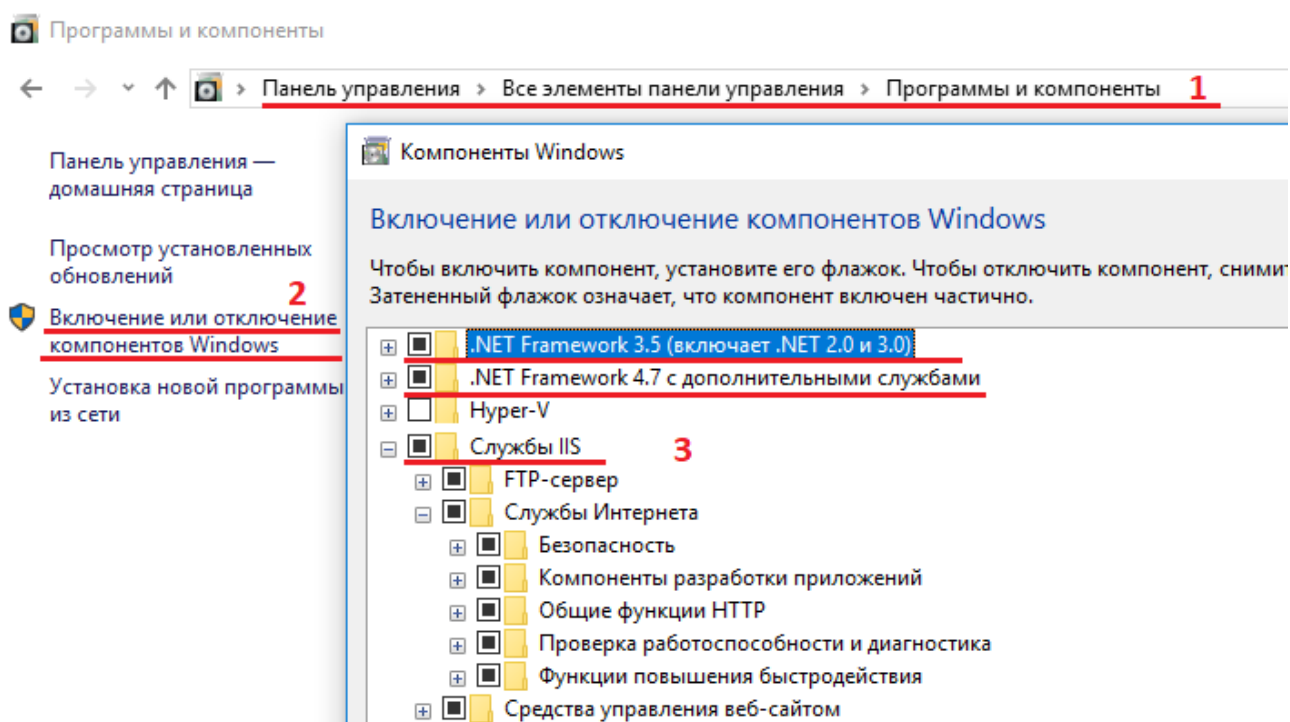 Программы и компоненты
Панель управления > Все элементы панели управления > Программы и компоненты 1
Панель управления —
домашняя страница
Просмотр установленных
обновлений
2
Включение или отключение
компонентов Windows
Установка новой программы
из сети
Компоненты Windows
Включение или отключение компонентов Windows
Чтобы включить компонент, установите его флажок. Чтобы отключить компонент,
Затененный флажок означает, что компонент включен частично.
.NET Framework 3.5 (включает .NET 2.0 и 3.0)
.NET Framework 4.7 с дополнительными службами
Hyper-V
Службы IIS 3
FTP-сервер
Службы Интернета
Безопасность
Компоненты разработки приложений
Общие функции HTTP
Проверка работоспособности и диагностика
Функции повышения быстродействия
Средства управления веб-сайтом